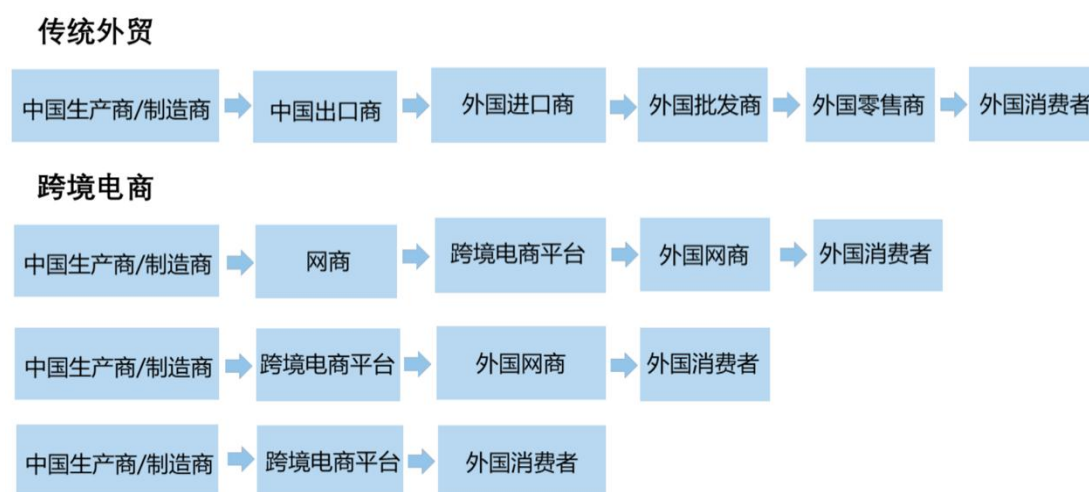 传统外贸
中国生产商/制造商 中国出口商 外国进口商 外国批发商 外国零售商 外国消费者
跨境电商
中国生产商/制造商 网商 跨境电商平台 外国网商 外国消费者
中国生产商/制造商 跨境电商平台 外国网商 外国消费者
中国生产商/制造商 跨境电商平台 外国消费者